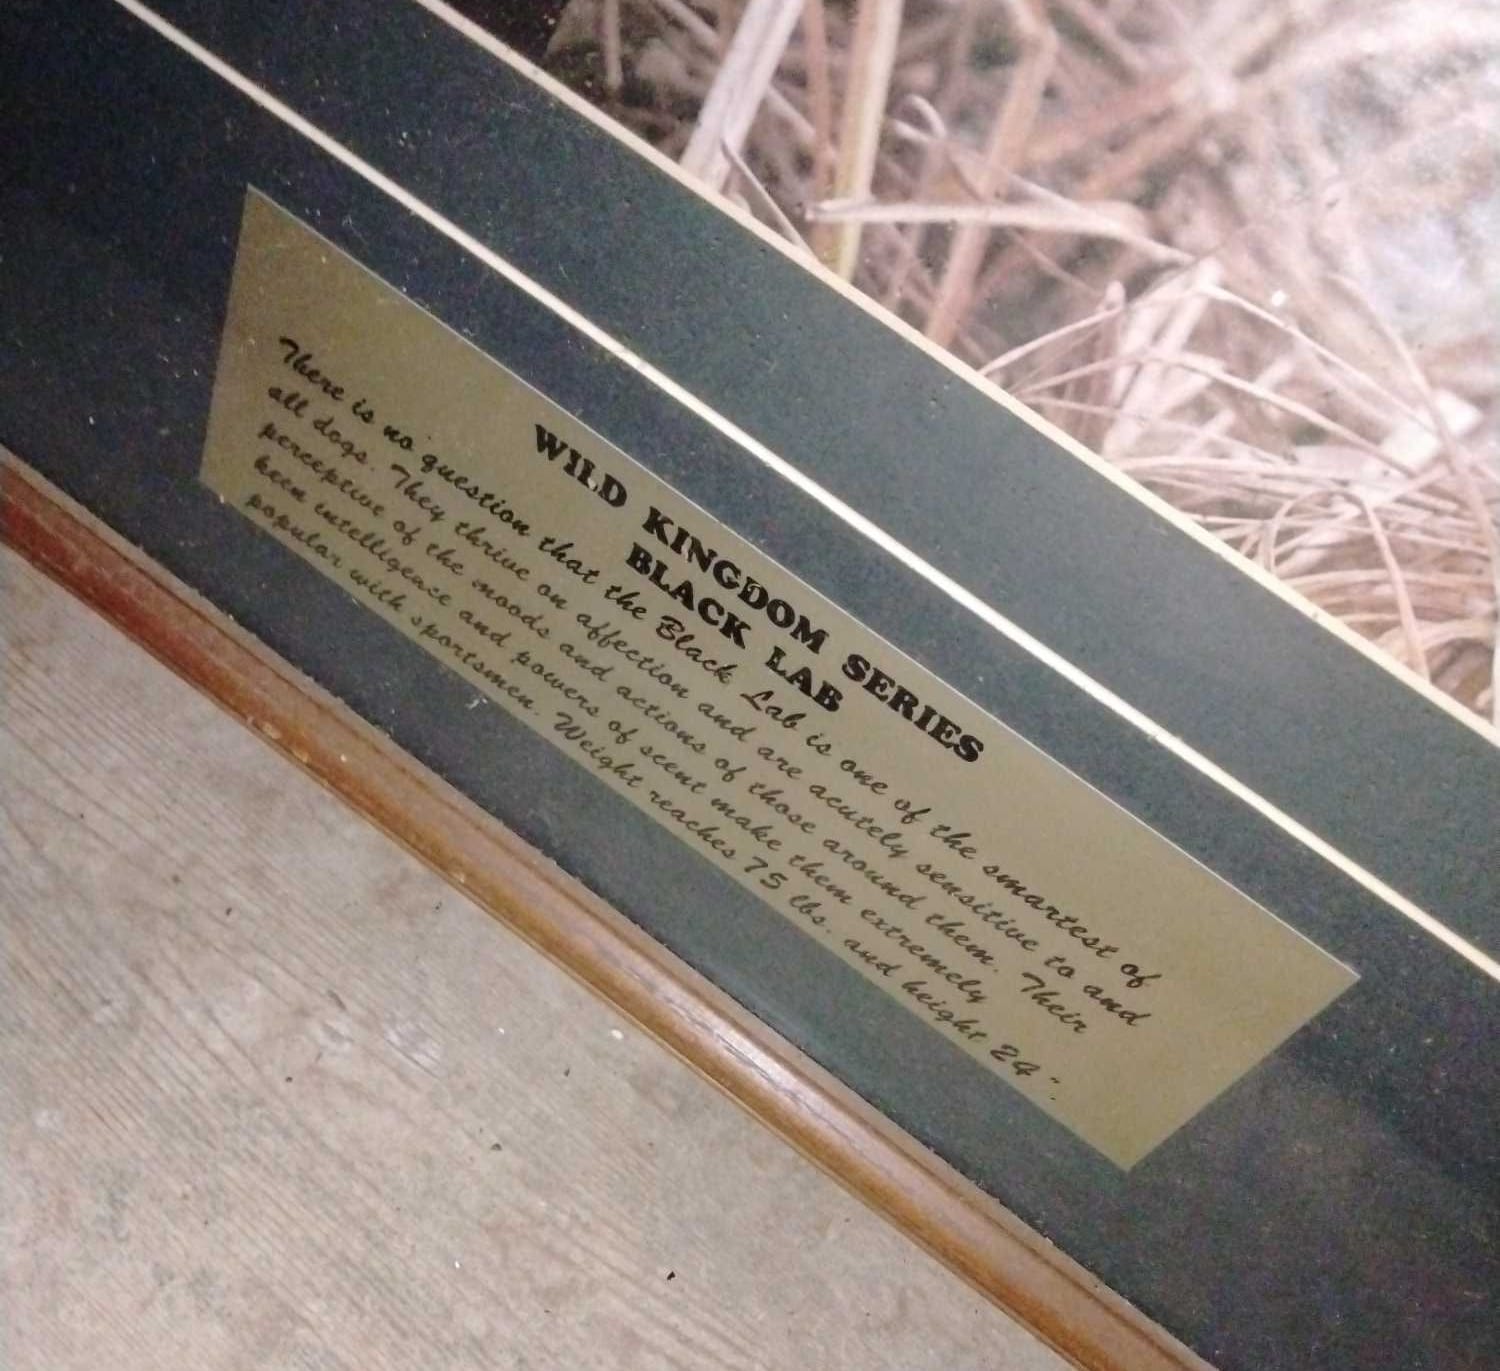 WILD KINGDOM SERIES
BLACK LAB
There is no question that the Black Lab is one of the smartest of
all dogs. They thrive on affection and are acutely sensitive to and
perceptive of the moods and actions of those around them. Their
keen intelligence and powers of scent make them extremely
popular with sportsmen. Weight reaches 75 lbs. and height 24".